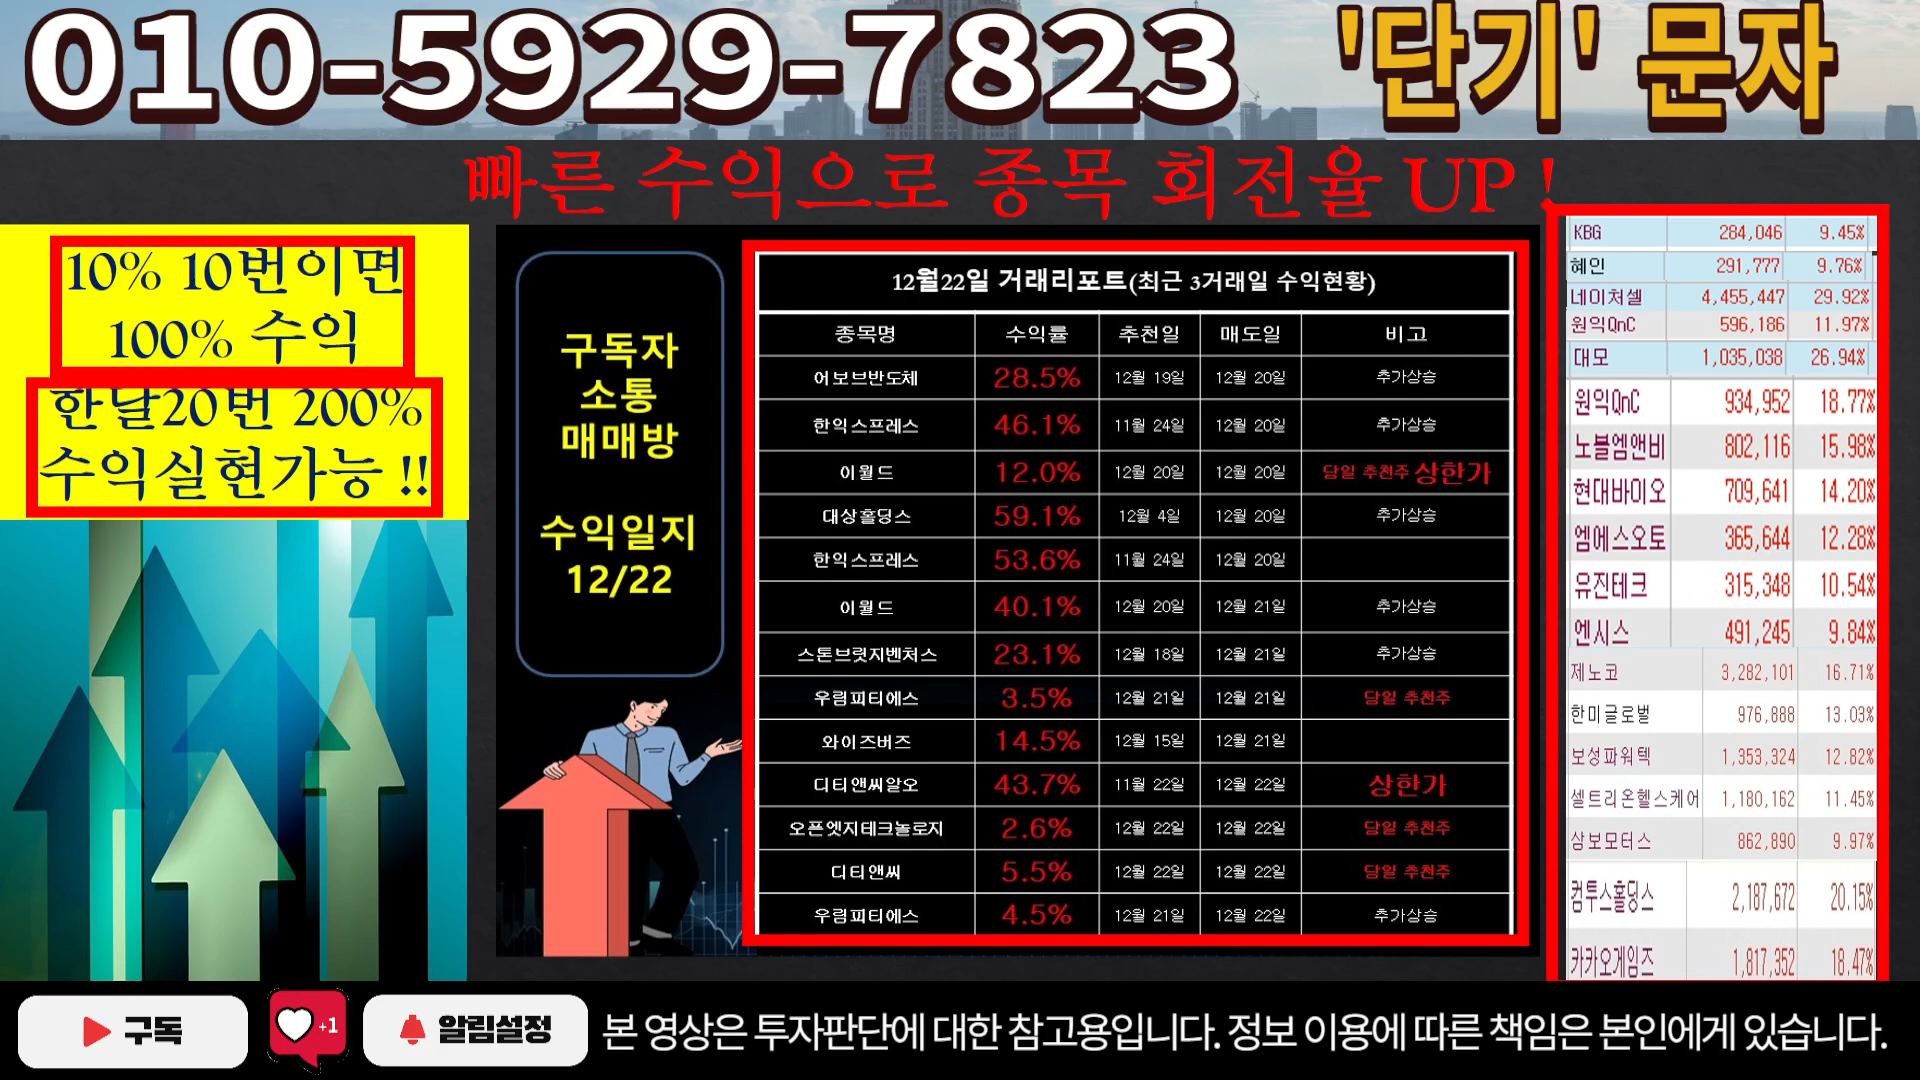 010-5929-7823 '단기' 문자
빠른 수익으로 종목 회전율 UP !
10% 10번이면
100% 수익
한달20번 200%
수익실현가능 !!
구독자
소통
매매방
수익일지
12/22
12월22일 거래리포트(최근 3거래일 수익현황)
종목명 수익률 추천일 매도일 비고
어보브반도체 28.5% 12월 19일 12월 20일 추가상승
한익스프레스 46.1% 11월 24일 12월 20일 추가상승
이월드 12.0% 12월 20일 12월 20일 당일 추천주 상한가
대상홀딩스 59.1% 12월 4일 12월 20일 추가상승
한익스프레스 53.6% 11월 24일 12월 20일
이월드 40.1% 12월 20일 12월 21일 추가상승
스톤브릿지벤처스 23.1% 12월 18일 12월 21일 추가상승
우림피티에스 3.5% 12월 21일 12월 21일 당일 추천주
와이즈버즈 14.5% 12월 15일 12월 21일
디티앤씨알오 43.7% 11월 22일 12월 22일 상한가
오픈엣지테크놀로지 2.6% 12월 22일 12월 22일 당일 추천주
디티앤씨 5.5% 12월 22일 12월 22일 당일 추천주
우림피티에스 4.5% 12월 21일 12월 22일 추가상승
KBG 284,046 9.45%
혜인 291,777 9.76%
네이처셀 4,455,447 29.92%
원익QnC 596,186 11.97%
대모 1,035,038 26.94%
원익QnC 934,952 18.77%
노블엠앤비 802,116 15.98%
현대바이오 709,641 14.20%
엠에스오토 365,644 12.28%
유진테크 315,348 10.54%
엔시스 491,245 9.84%
제노코 3,282,101 16.71%
한미글로벌 976,888 13.03%
보성파워텍 1,353,324 12.82%
셀트리온헬스케어 1,180,162 11.45%
삼보모터스 862,890 9.97%
컴투스홀딩스 2,187,672 20.15%
카카오게임즈 1,817,352 18.47%
구독 +1 알림설정 본 영상은 투자판단에 대한 참고용입니다. 정보 이용에 따른 책임은 본인에게 있습니다.